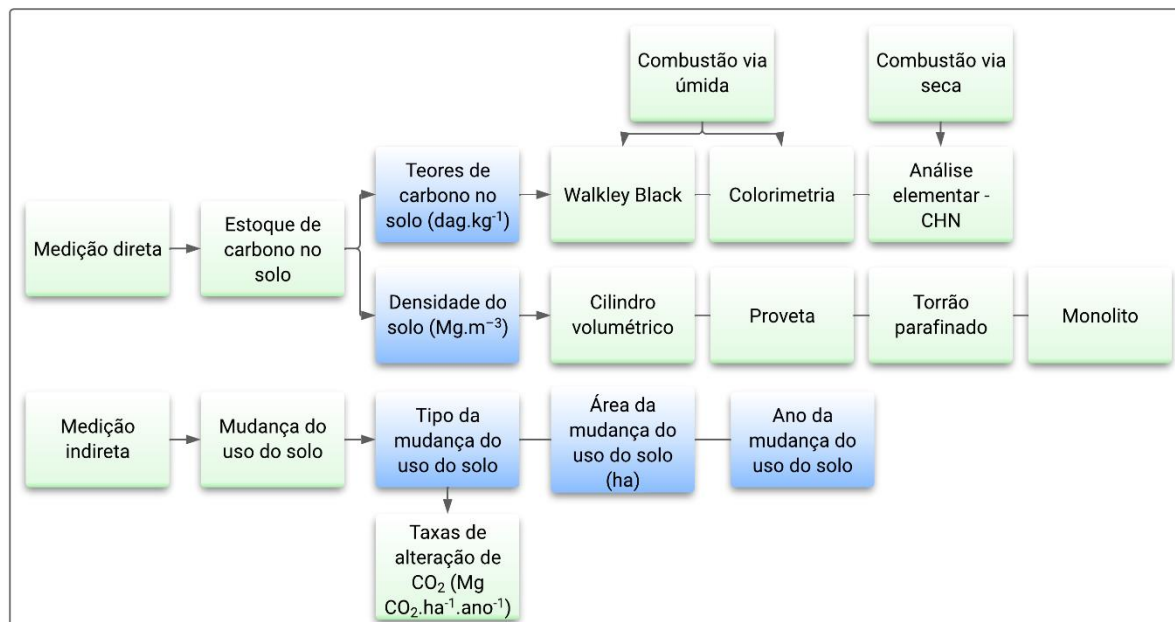 Combustão via
úmida
Combustão via
seca
Teores de
carbono no
solo (dag.kg⁻¹)
Walkley Black
Colorimetria
Análise
elementar -
CHN
Medição direta
Estoque de
carbono no
solo
Densidade do
solo (Mg.m⁻³)
Cilindro
volumétrico
Proveta
Torrão
parafinado
Monolito
Medição
indireta
Mudança do
uso do solo
Tipo da
mudança do
uso do solo
Área da
mudança do
uso do solo
(ha)
Ano da
mudança do
uso do solo
Taxas de
alteração de
CO₂ (Mg
CO₂.ha⁻¹.ano⁻¹)